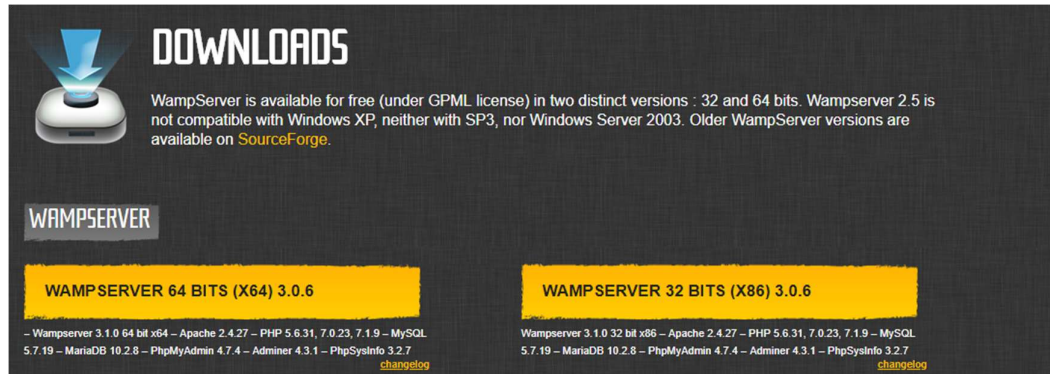 DOWNLOADS
WampServer is available for free (under GPML license) in two distinct versions : 32 and 64 bits. Wampserver 2.5 is
not compatible with Windows XP, neither with SP3, nor Windows Server 2003. Older WampServer versions are
available on SourceForge.
WAMPSERVER
WAMPSERVER 64 BITS (X64) 3.0.6
– Wampserver 3.1.0 64 bit x64 – Apache 2.4.27 – PHP 5.6.31, 7.0.23, 7.1.9 – MySQL
5.7.19 – MariaDB 10.2.8 – PhpMyAdmin 4.7.4 – Adminer 4.3.1 – PhpSysInfo 3.2.7
changelog
WAMPSERVER 32 BITS (X86) 3.0.6
Wampserver 3.1.0 32 bit x86 – Apache 2.4.27 – PHP 5.6.31, 7.0.23, 7.1.9 – MySQL
5.7.19 – MariaDB 10.2.8 – PhpMyAdmin 4.7.4 – Adminer 4.3.1 – PhpSysInfo 3.2.7
changelog